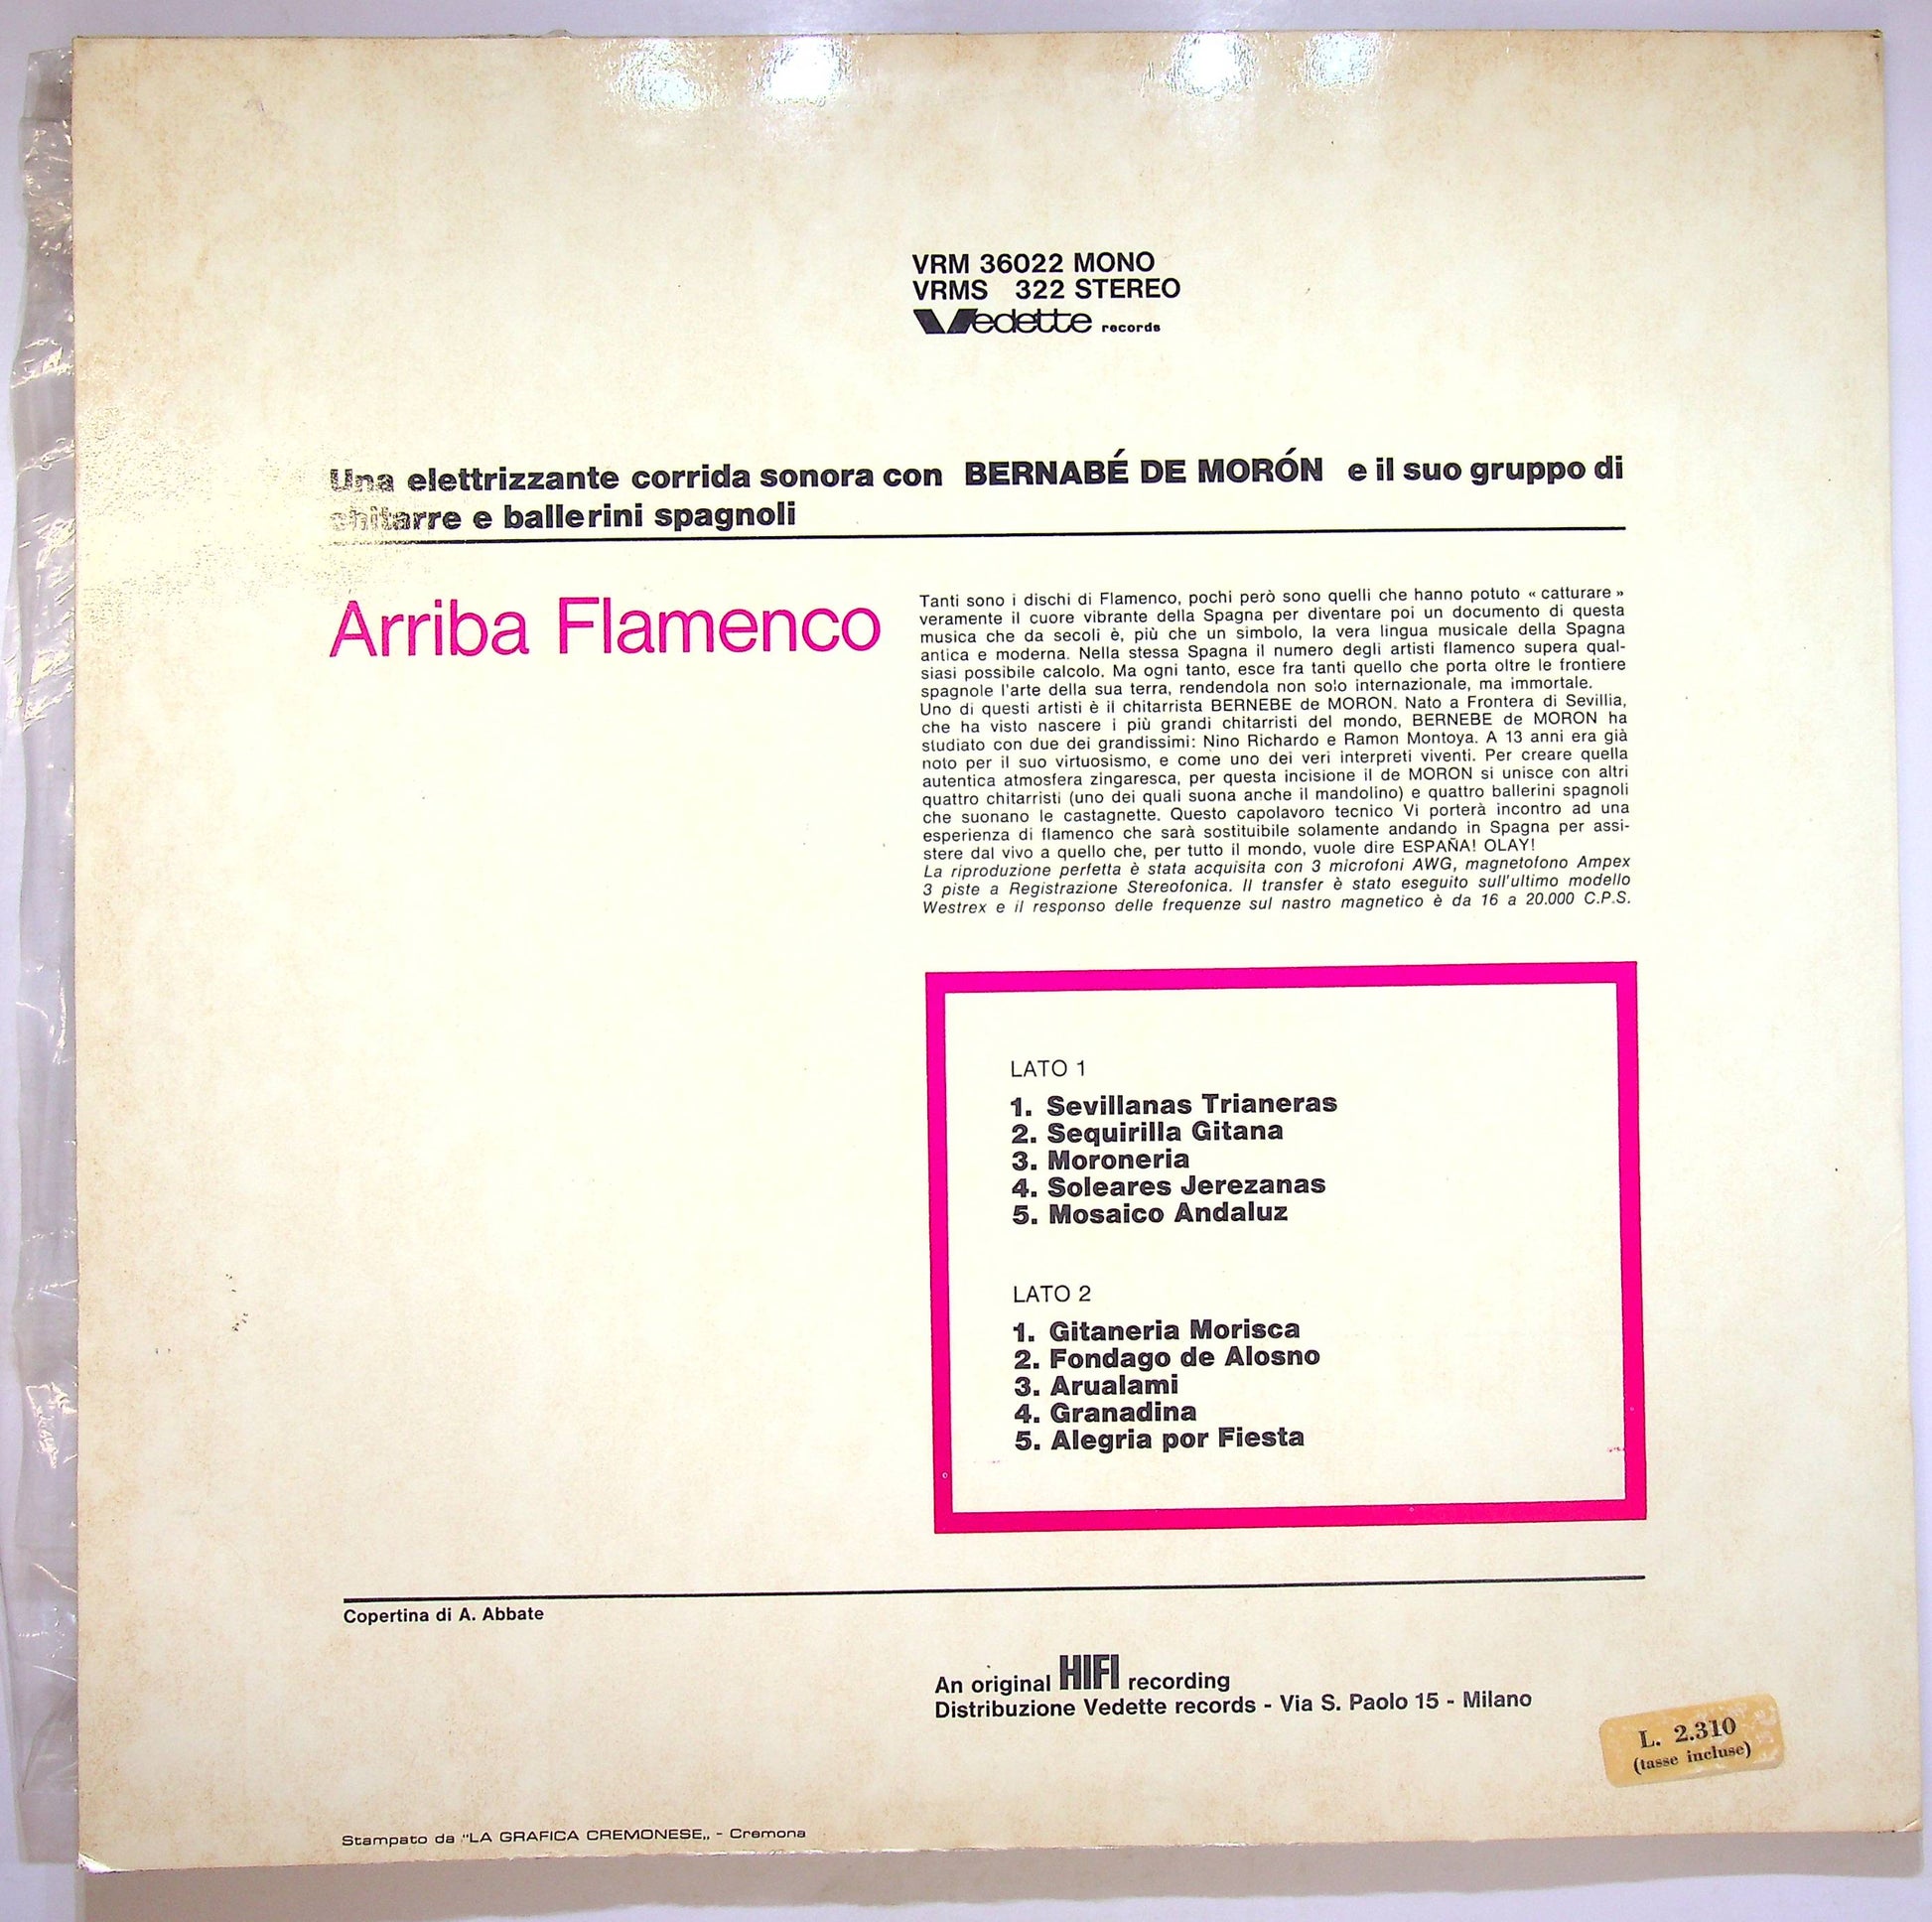 VRM 36022 MONO
VRMS 322 STEREO
Vedette records
Una elettrizzante corrida sonora con BERNABÉ DE MORÓN e il suo gruppo di
chitarre e ballerini spagnoli
Arriba Flamenco
Tanti sono i dischi di Flamenco, pochi però sono quelli che hanno potuto « catturare »
veramente il cuore vibrante della Spagna per diventare poi un documento di questa
musica che da secoli è, più che un simbolo, la vera lingua musicale della Spagna
antica e moderna. Nella stessa Spagna il numero degli artisti flamenco supera qual-
siasi possibile calcolo. Ma ogni tanto, esce fra tanti quello che porta oltre le frontiere
spagnole l'arte della sua terra, rendendola non solo internazionale, ma immortale.
Uno di questi artisti è il chitarrista BERNEBE de MORON. Nato a Frontera di Sevillia,
che ha visto nascere i più grandi chitarristi del mondo, BERNEBE de MORON ha
studiato con due dei grandissimi: Nino Richardo e Ramon Montoya. A 13 anni era già
noto per il suo virtuosismo, e come uno dei veri interpreti viventi. Per creare quella
autentica atmosfera zingaresca, per questa incisione il de MORON si unisce con altri
quattro chitarristi (uno dei quali suona anche il mandolino) e quattro ballerini spagnoli
che suonano le castagnette. Questo capolavoro tecnico Vi porterà incontro ad una
esperienza di flamenco che sarà sostituibile solamente andando in Spagna per assi-
stere dal vivo a quello che, per tutto il mondo, vuole dire ESPAÑA! OLAY!
La riproduzione perfetta è stata acquisita con 3 microfoni AWG, magnetofono Ampex
3 piste a Registrazione Stereofonica. Il transfer è stato eseguito sull'ultimo modello
Westrex e il responso delle frequenze sul nastro magnetico è da 16 a 20.000 C.P.S.
LATO 1
1. Sevillanas Trianeras
2. Sequirilla Gitana
3. Moroneria
4. Soleares Jerezanas
5. Mosaico Andaluz
LATO 2
1. Gitaneria Morisca
2. Fondago de Alosno
3. Arualami
4. Granadina
5. Alegria por Fiesta
Copertina di A. Abbate
An original HIFI recording
Distribuzione Vedette records - Via S. Paolo 15 - Milano
L. 2.310
(tasse incluse)
Stampato da "LA GRAFICA CREMONESE„ - Cremona